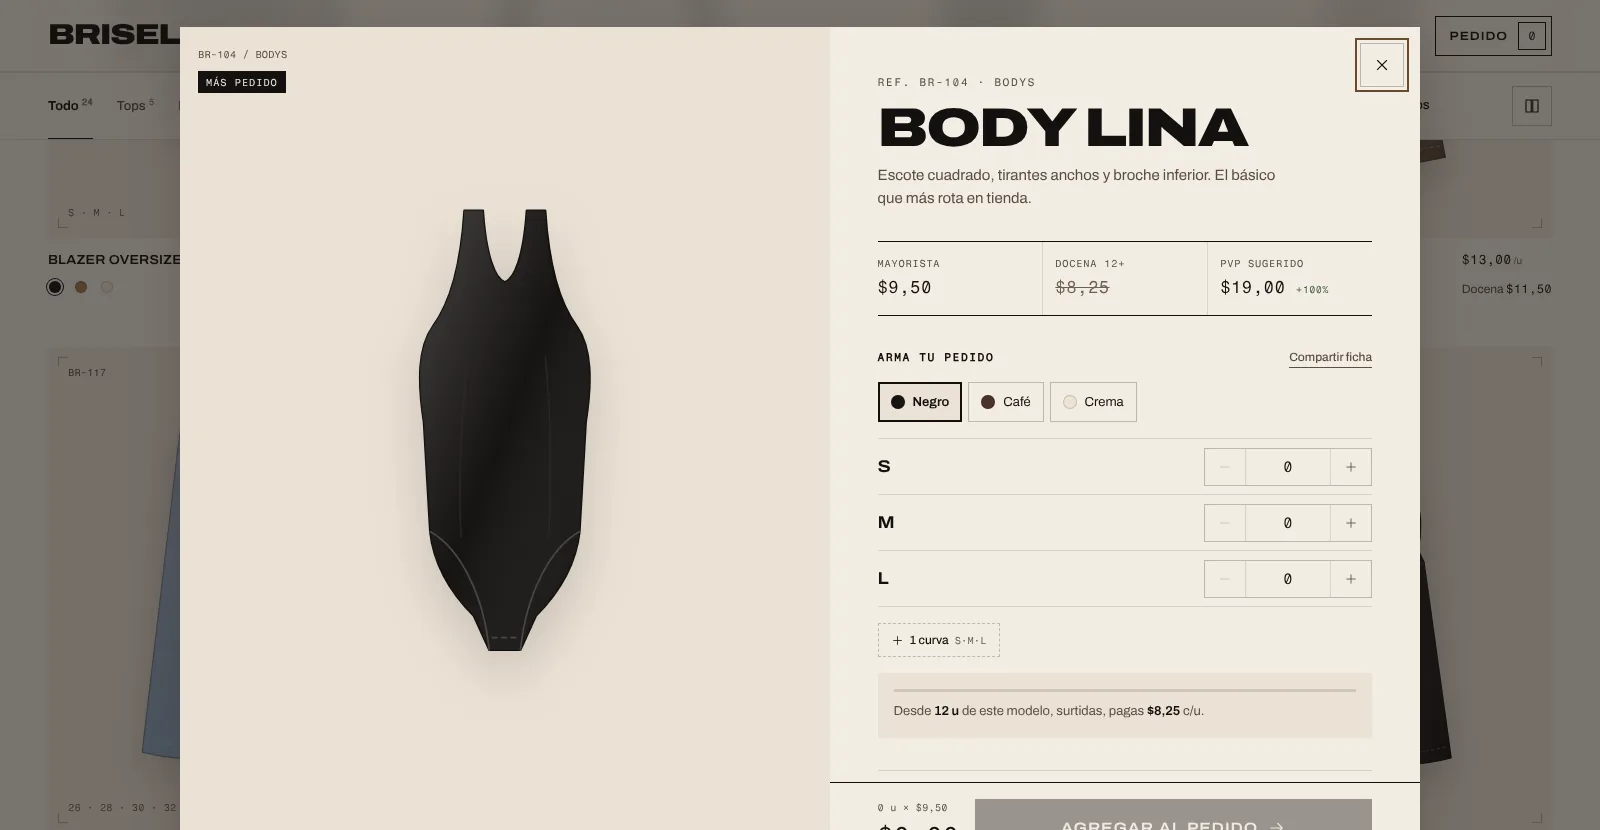 BRISEL
PEDIDO 0
Todo 24
Tops 5
S · M · L
BLAZER OVERSIZE
BR-117
26 · 28 · 30 · 32
$13,00 /u
Docena $11,50
BR-104 / BODYS
MÁS PEDIDO
REF. BR-104 · BODYS
BODY LINA
Escote cuadrado, tirantes anchos y broche inferior. El básico
que más rota en tienda.
MAYORISTA
$9,50
DOCENA 12+
$8,25
PVP SUGERIDO
$19,00 +100%
ARMA TU PEDIDO
Compartir ficha
Negro
Café
Crema
S
0
M
0
L
0
1 curva S·M·L
Desde 12 u de este modelo, surtidas, pagas $8,25 c/u.
0 u × $9,50
AGREGAR AL PEDIDO →